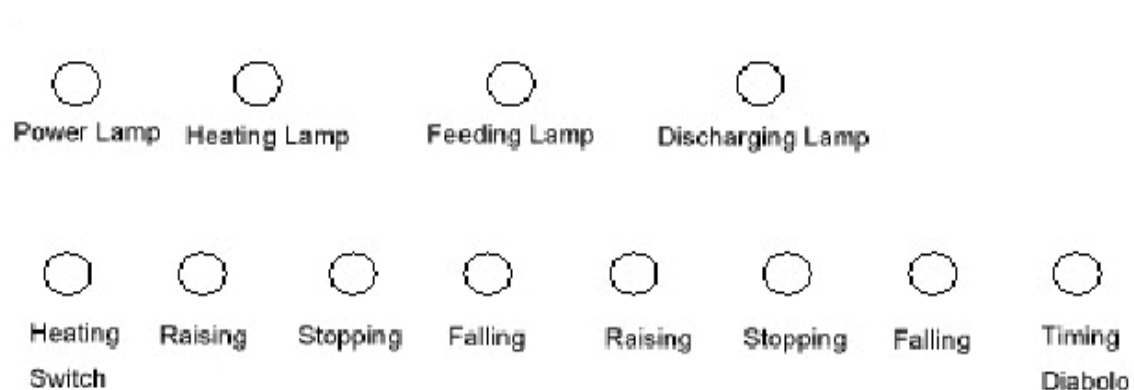 Power Lamp Heating Lamp Feeding Lamp Discharging Lamp
Heating Raising Stopping Falling Raising Stopping Falling Timing
Switch Diabolo